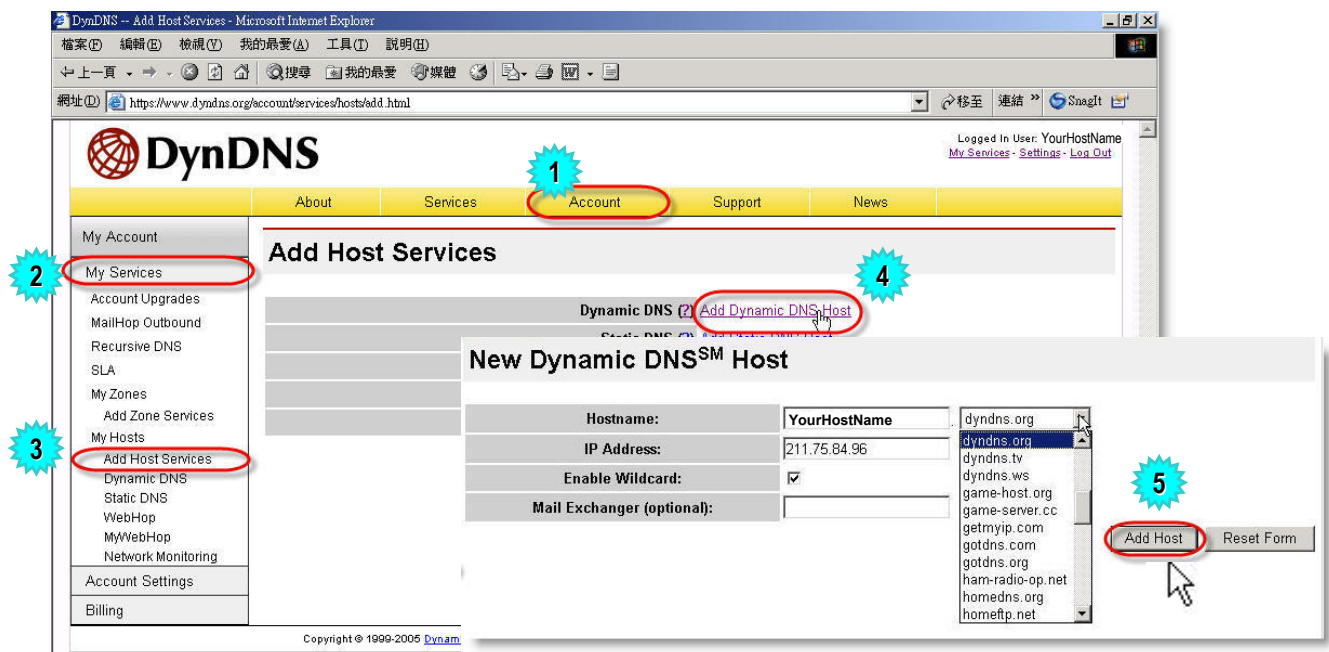 DynDNS -- Add Host Services - Microsoft Internet Explorer
檔案(F) 編輯(E) 檢視(V) 我的最愛(A) 工具(T) 說明(H)
上一頁 搜尋 我的最愛 媒體
網址(D) https://www.dyndns.org/account/services/hosts/add.html 移至 連結 » SnagIt
DynDNS
Logged In User: YourHostName
My Services - Settings - Log Out
1
About Services Account Support News
My Account
Add Host Services
2
My Services
4
Account Upgrades
Dynamic DNS (?) Add Dynamic DNS Host
MailHop Outbound
Recursive DNS
SLA
My Zones
Add Zone Services
My Hosts
3
Add Host Services
Dynamic DNS
Static DNS
WebHop
MyWebHop
Network Monitoring
Account Settings
Billing
Static DNS (?) Add Static DNS Host
New Dynamic DNSSM Host
Hostname: YourHostName . dyndns.org
IP Address: 211.75.84.96
Enable Wildcard:
Mail Exchanger (optional):
dyndns.org
dyndns.tv
dyndns.ws
game-host.org
game-server.cc
getmyip.com
gotdns.com
gotdns.org
ham-radio-op.net
homedns.org
homeftp.net
5
Add Host Reset Form
Copyright © 1999-2005 Dynam